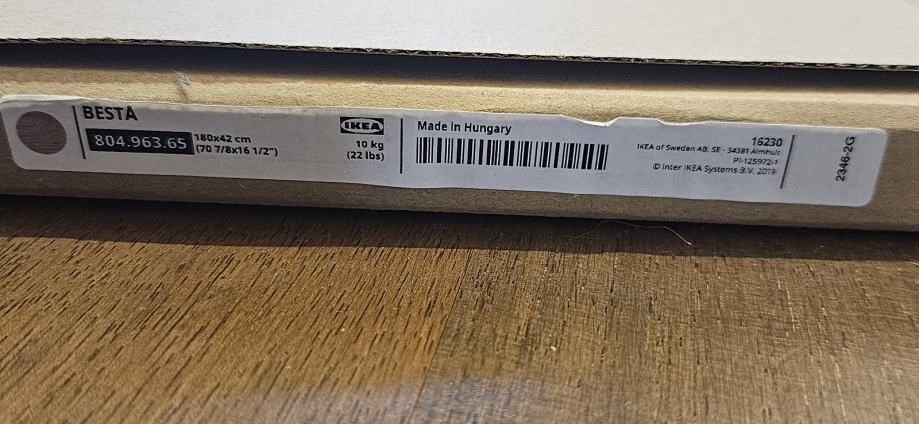 BESTÅ
804.963.65
180x42 cm
(70 7/8x16 1/2")
IKEA
10 kg
(22 lbs)
Made in Hungary
16230
IKEA of Sweden AB, SE - 34381 Älmhult
PI-125972-1
© Inter IKEA Systems B.V. 2019
2346-2G